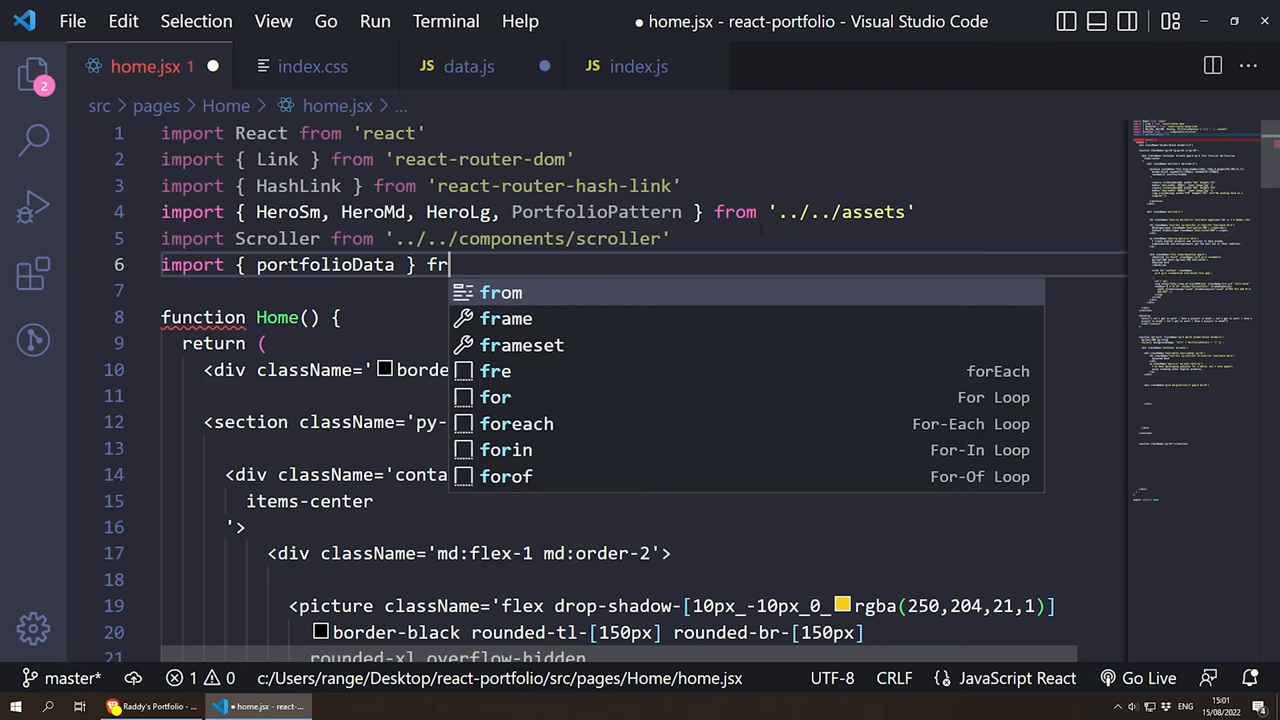 File Edit Selection View Go Run Terminal Help ● home.jsx - react-portfolio - Visual Studio Code
home.jsx 1 index.css JS data.js JS index.js
2
src > pages > Home > home.jsx > ...
1 import React from 'react'
2 import { Link } from 'react-router-dom'
3 import { HashLink } from 'react-router-hash-link'
4 import { HeroSm, HeroMd, HeroLg, PortfolioPattern } from '../../assets'
5 import Scroller from '../...components/scroller'
6 import { portfolioData } fr
from
7
frame
8 function Home() {
frameset
9 return (
fre forEach
10 <div className='borde
for For Loop
11
foreach For-Each Loop
12 <section className='py-
forin For-In Loop
13
forof For-Of Loop
14 <div className='conta
15 items-center
16 '>
17 <div className='md:flex-1 md:order-2'>
18
19 <picture className='flex drop-shadow-[10px_-10px_0_rgba(250,204,21,1)]
20 border-black rounded-tl-[150px] rounded-br-[150px]
21 rounded-xl overflow-hidden
master* 1 0 c:/Users/range/Desktop/react-portfolio/src/pages/Home/home.jsx UTF-8 CRLF {} JavaScript React Go Live
Raddy's Portfolio - ... ● home.jsx - react-... ENG 15:01
15/08/2022 4